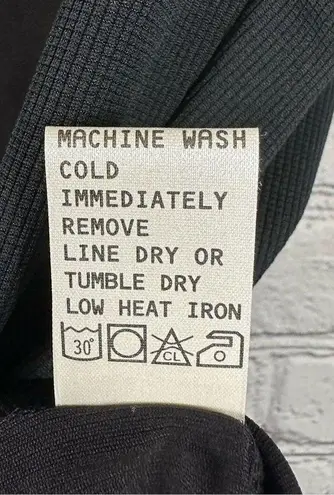 MACHINE WASH
COLD
IMMEDIATELY
REMOVE
LINE DRY OR
TUMBLE DRY
LOW HEAT IRON
30° CL